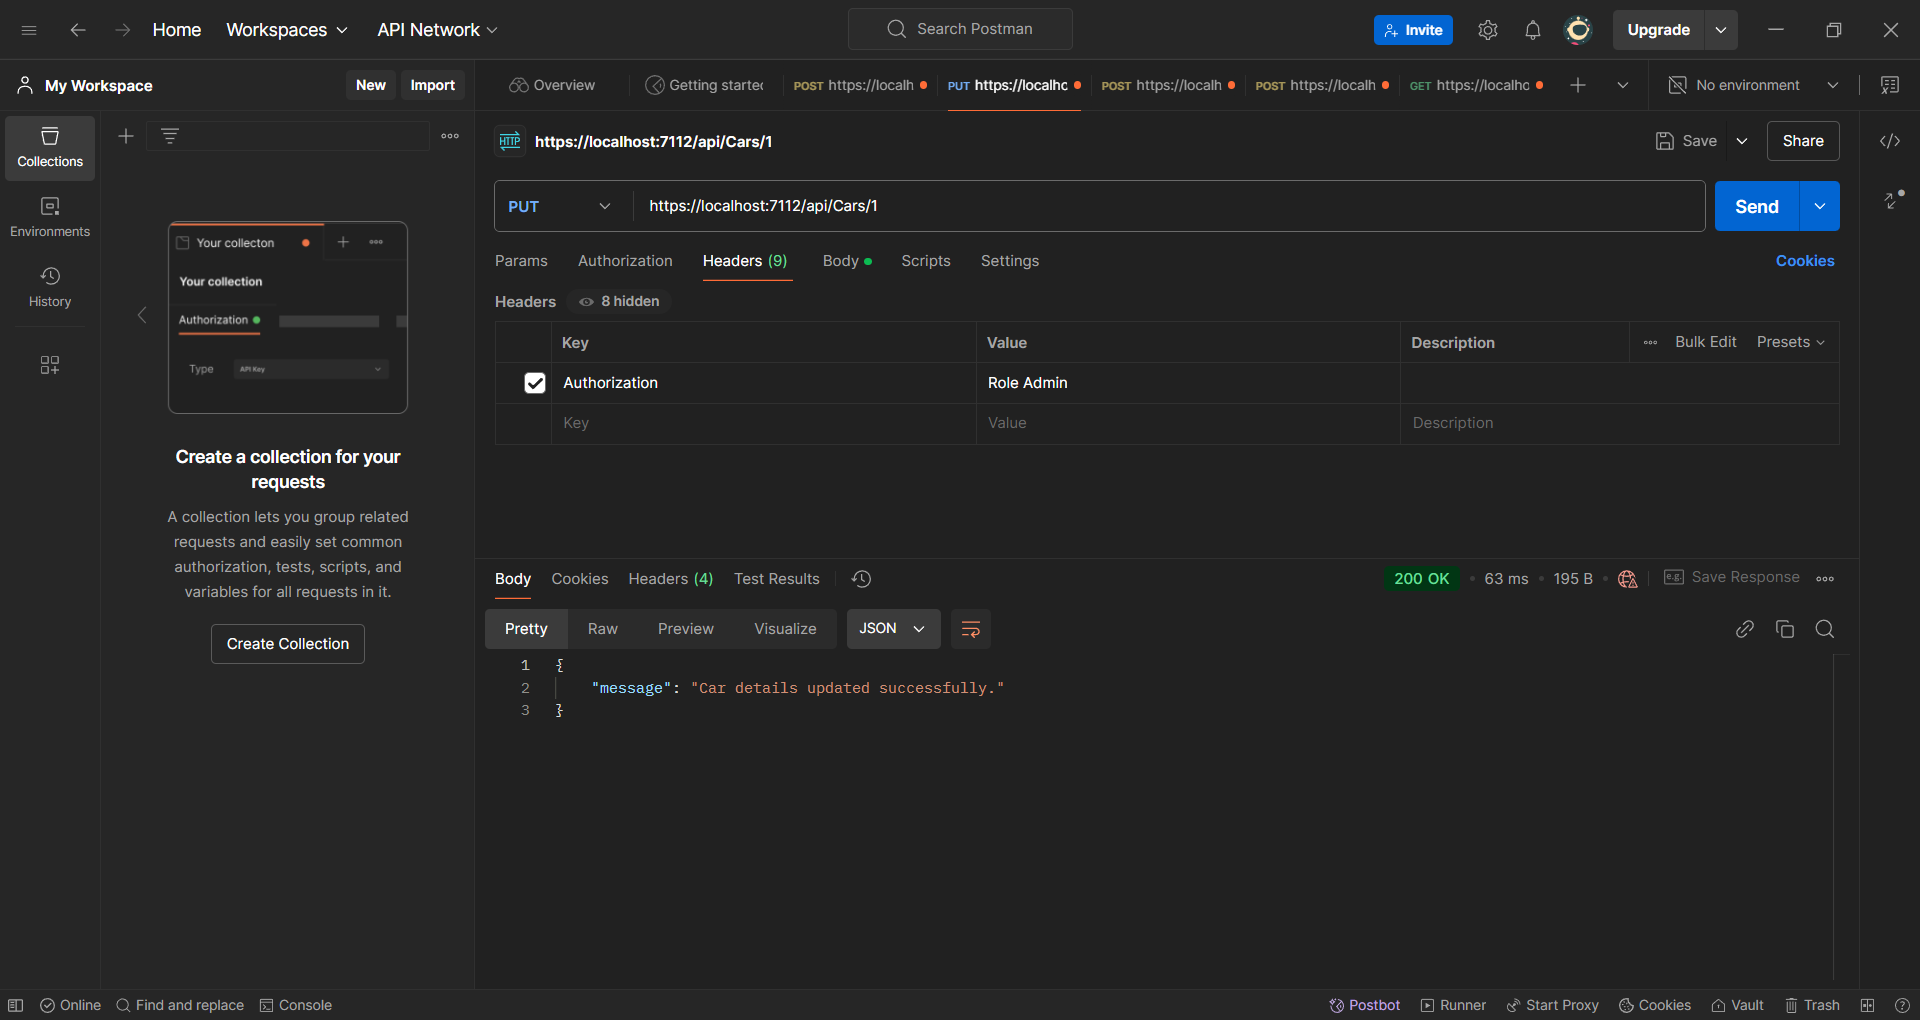 Home Workspaces API Network Search Postman Invite Upgrade
My Workspace New Import Overview Getting started POST https://localh PUT https://localhc POST https://localh POST https://localh GET https://localhc No environment
Collections
Environments
History
Your collecton
Your collection
Authorization
Type API Key
Create a collection for your
requests
A collection lets you group related
requests and easily set common
authorization, tests, scripts, and
variables for all requests in it.
Create Collection
HTTP https://localhost:7112/api/Cars/1 Save Share
PUT https://localhost:7112/api/Cars/1 Send
Params Authorization Headers (9) Body Scripts Settings Cookies
Headers 8 hidden
Key Value Description Bulk Edit Presets
Authorization Role Admin
Key Value Description
Body Cookies Headers (4) Test Results 200 OK 63 ms 195 B e.g. Save Response
Pretty Raw Preview Visualize JSON
1 {
2 "message": "Car details updated successfully."
3 }
Online Find and replace Console Postbot Runner Start Proxy Cookies Vault Trash